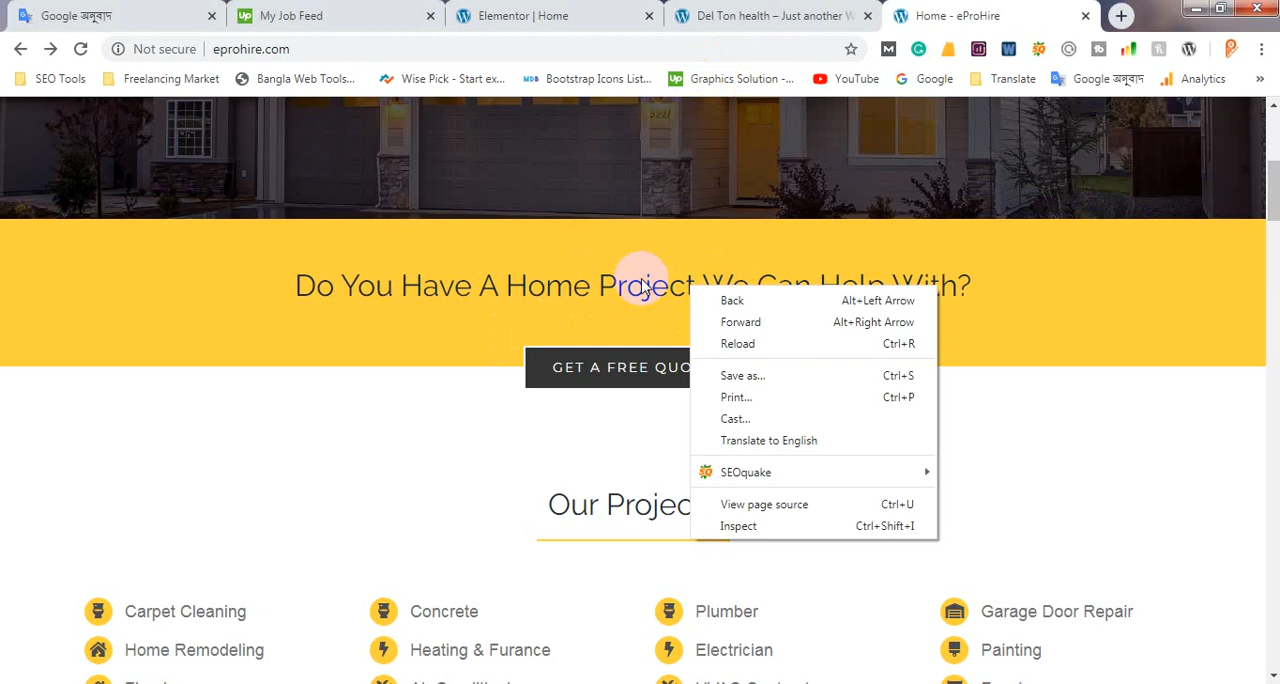 Google অনুবাদ
My Job Feed
Elementor | Home
Del Ton health – Just another W
Home - eProHire
Not secure
eprohire.com
SEO Tools
Freelancing Market
Bangla Web Tools...
Wise Pick - Start ex...
Bootstrap Icons List...
Graphics Solution -...
YouTube
Google
Translate
Google অনুবাদ
Analytics
»
Do You Have A Home Project We Can Help With?
GET A FREE QUO
Back Alt+Left Arrow
Forward Alt+Right Arrow
Reload Ctrl+R
Save as... Ctrl+S
Print... Ctrl+P
Cast...
Translate to English
SEOquake
View page source Ctrl+U
Inspect Ctrl+Shift+I
Our Projec
Carpet Cleaning
Concrete
Plumber
Garage Door Repair
Home Remodeling
Heating & Furance
Electrician
Painting